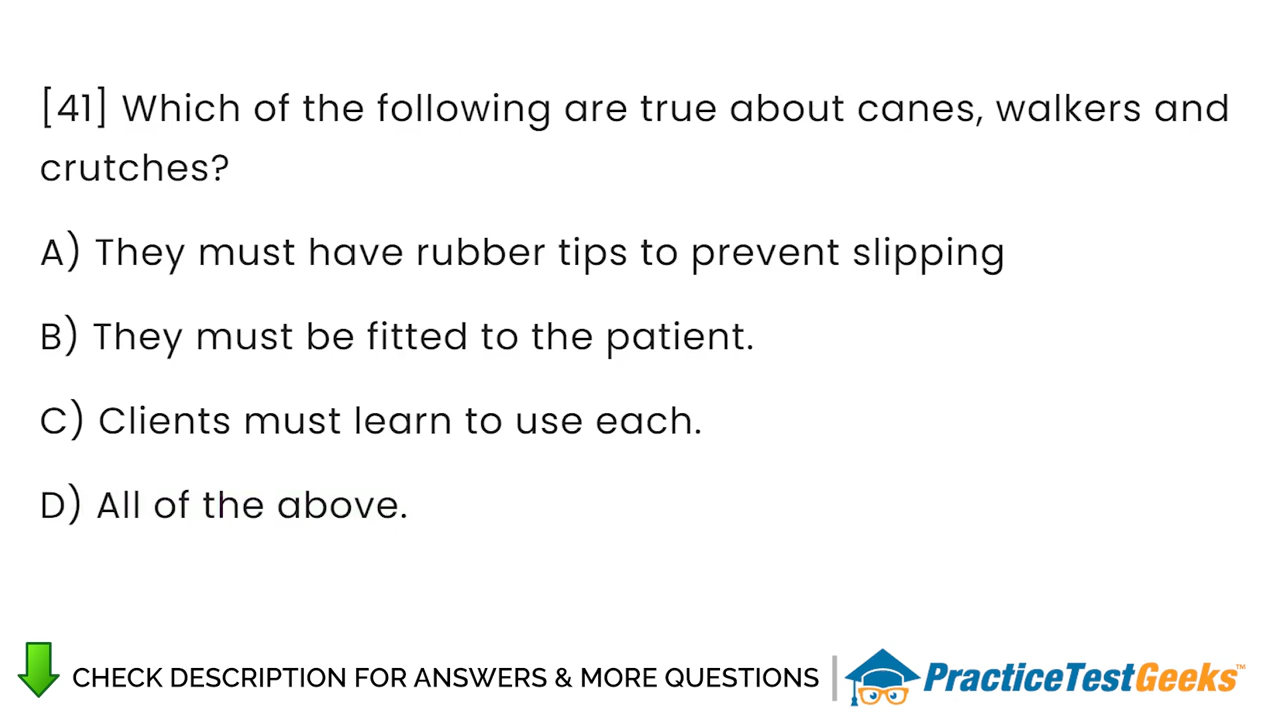 [41] Which of the following are true about canes, walkers and
crutches?
A) They must have rubber tips to prevent slipping
B) They must be fitted to the patient.
C) Clients must learn to use each.
D) All of the above.
CHECK DESCRIPTION FOR ANSWERS & MORE QUESTIONS
PracticeTestGeeks™